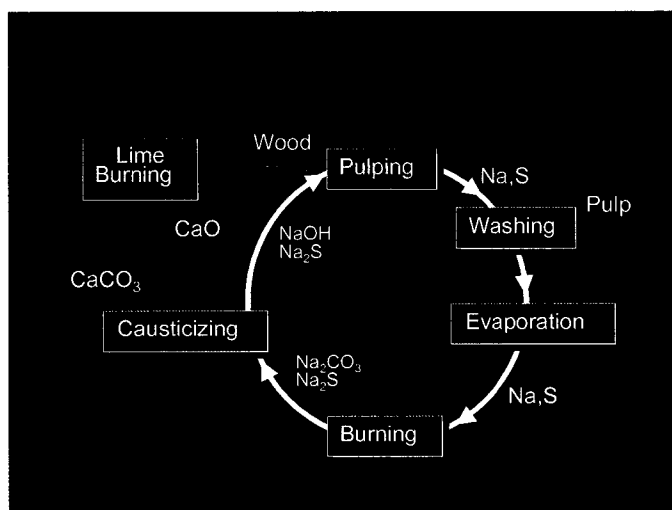 Wood
Lime
Burning
Pulping
Na,S
Pulp
Washing
CaO
NaOH
Na₂S
CaCO₃
Causticizing
Evaporation
Na₂CO₃
Na₂S
Na,S
Burning